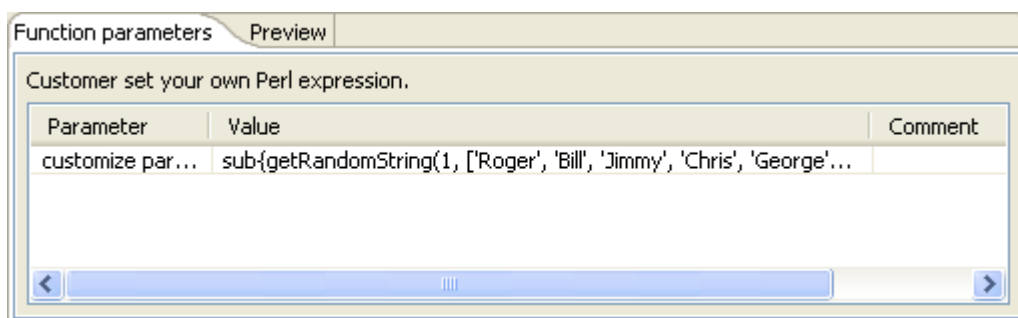 Function parameters Preview
Customer set your own Perl expression.
Parameter Value Comment
customize par... sub{getRandomString(1, ['Roger', 'Bill', 'Jimmy', 'Chris', 'George'...